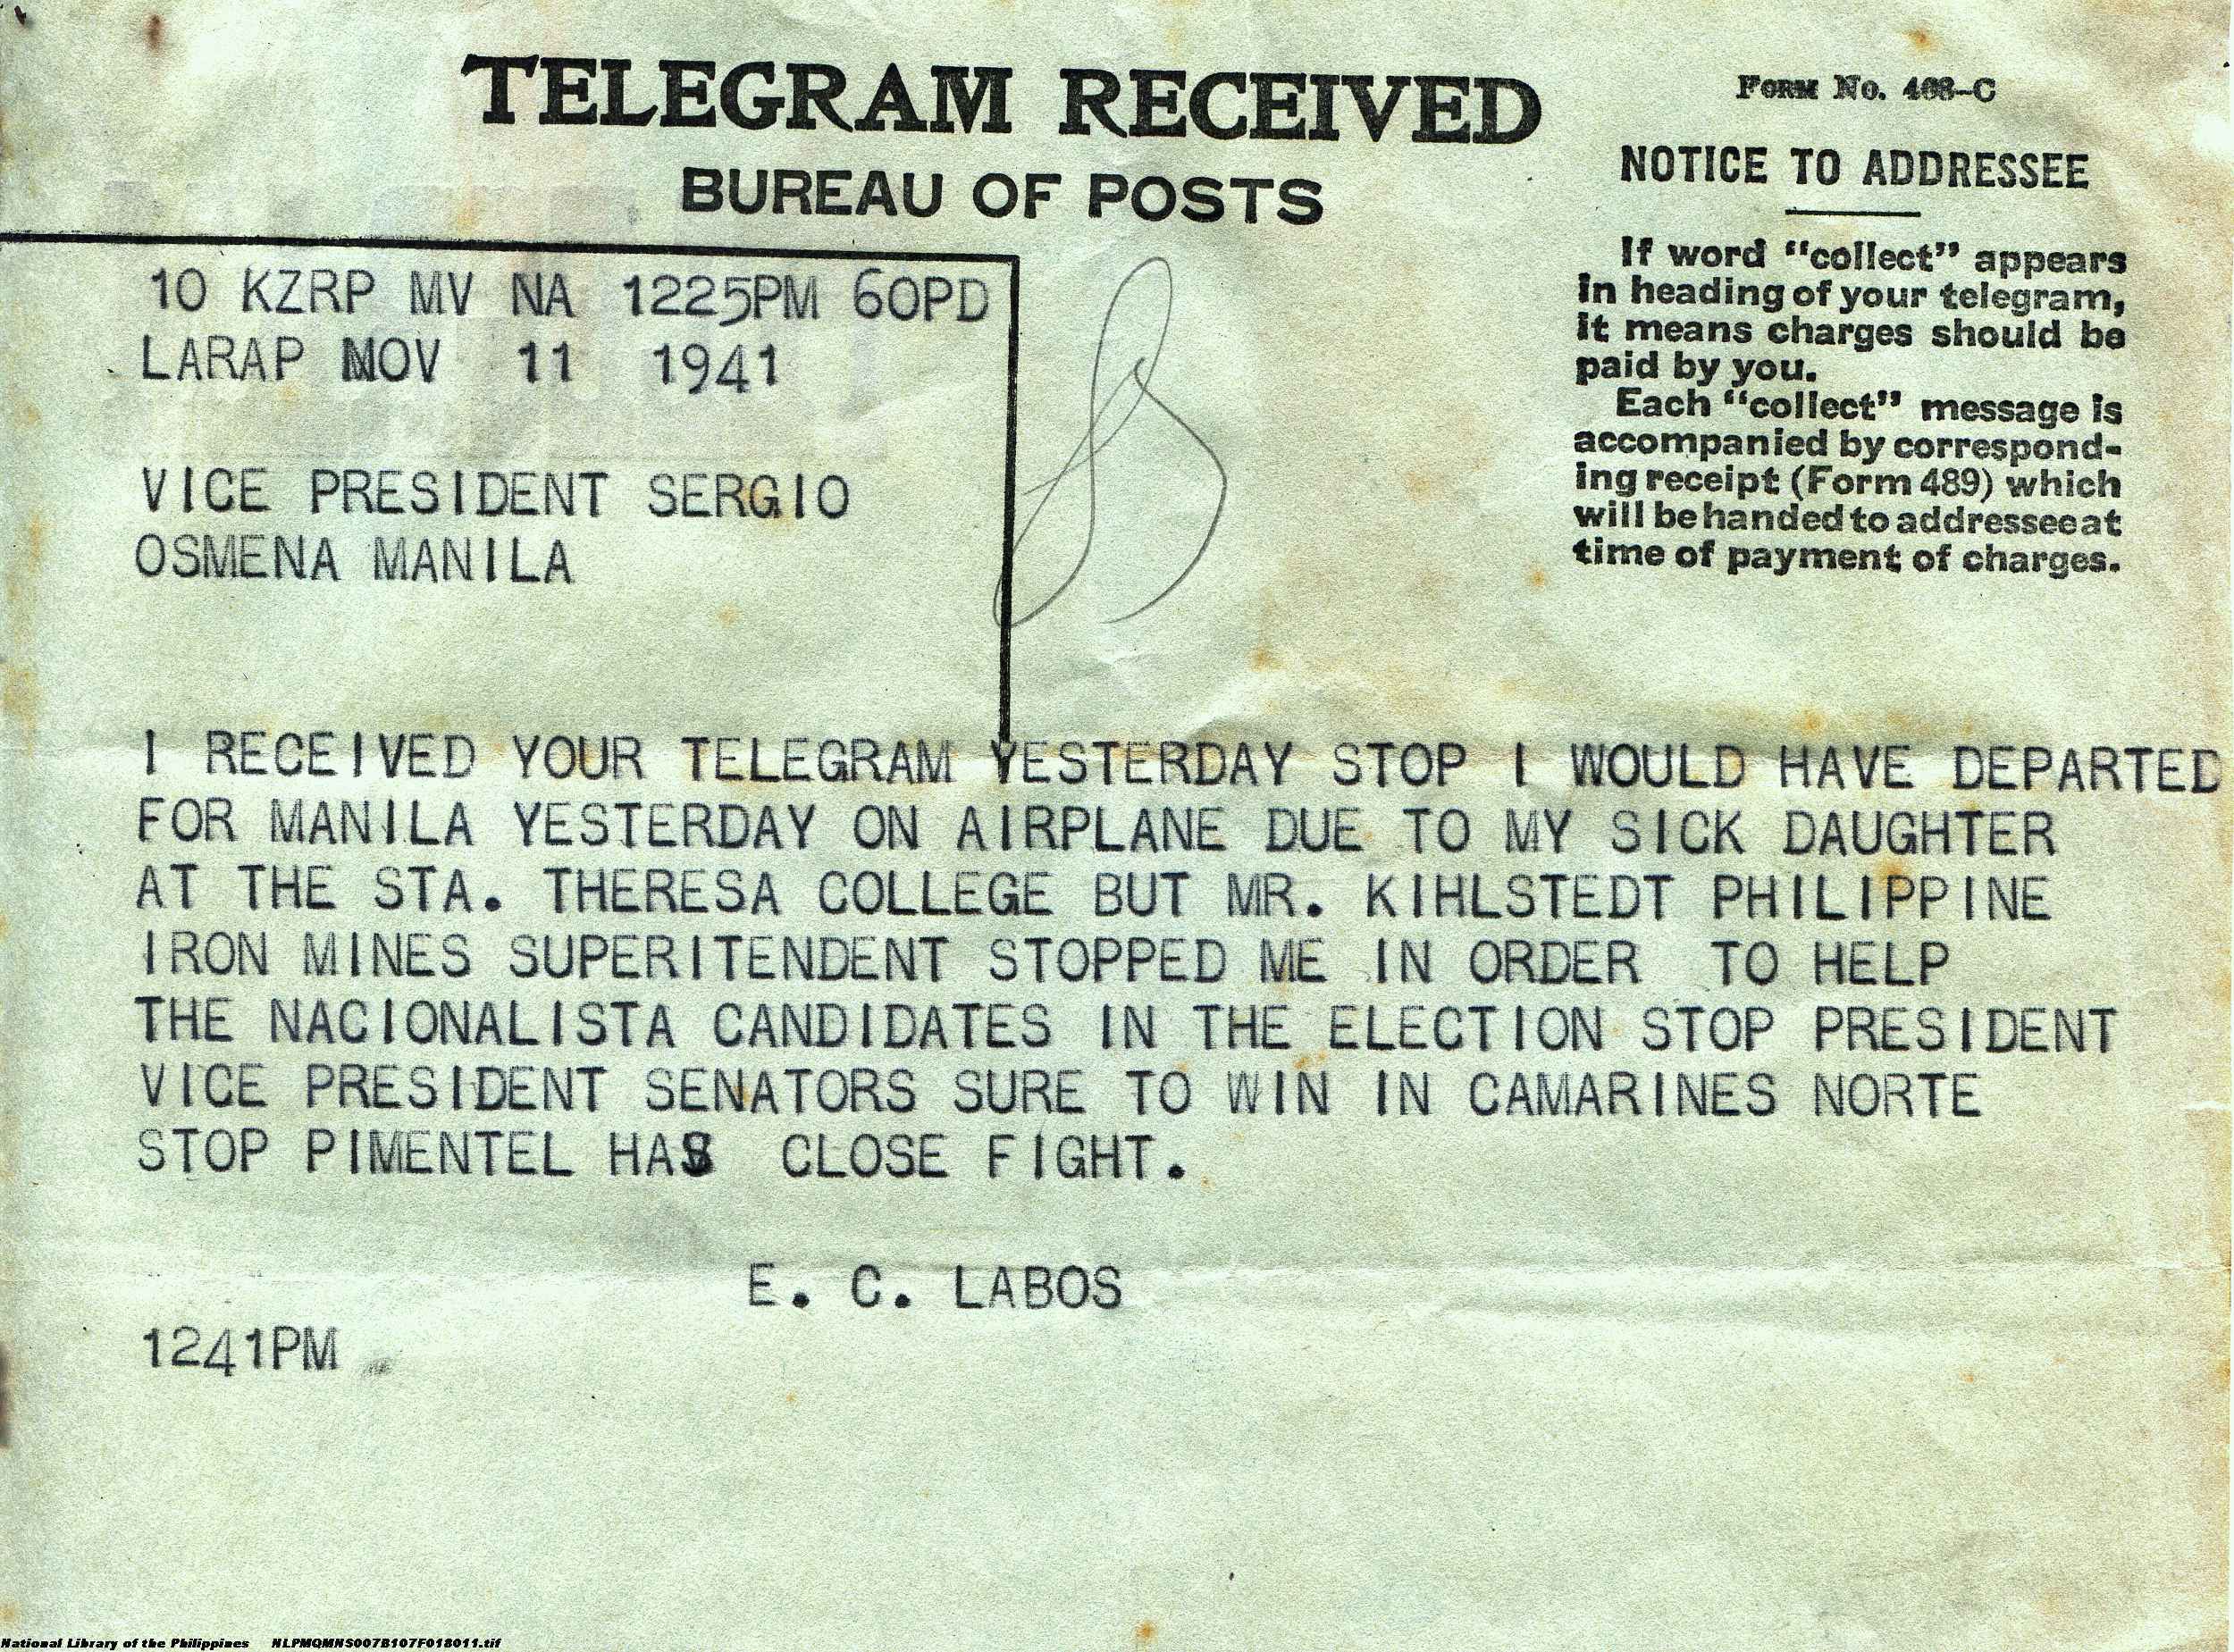 TELEGRAM RECEIVED
BUREAU OF POSTS
FORM No. 468-C
NOTICE TO ADDRESSEE
If word "collect" appears
in heading of your telegram,
it means charges should be
paid by you.
Each "collect" message is
accompanied by correspond-
ing receipt (Form 489) which
will be handed to addressee at
time of payment of charges.
10 KZRP MV NA 1225PM 60PD
LARAP NOV 11 1941
VICE PRESIDENT SERGIO
OSMENA MANILA
I RECEIVED YOUR TELEGRAM YESTERDAY STOP I WOULD HAVE DEPARTED
FOR MANILA YESTERDAY ON AIRPLANE DUE TO MY SICK DAUGHTER
AT THE STA. THERESA COLLEGE BUT MR. KIHLSTEDT PHILIPPINE
IRON MINES SUPERITENDENT STOPPED ME IN ORDER TO HELP
THE NACIONALISTA CANDIDATES IN THE ELECTION STOP PRESIDENT
VICE PRESIDENT SENATORS SURE TO WIN IN CAMARINES NORTE
STOP PIMENTEL HAS CLOSE FIGHT.
E. C. LABOS
1241PM
National Library of the Philippines NLPMQMNS007B107F018011.tif